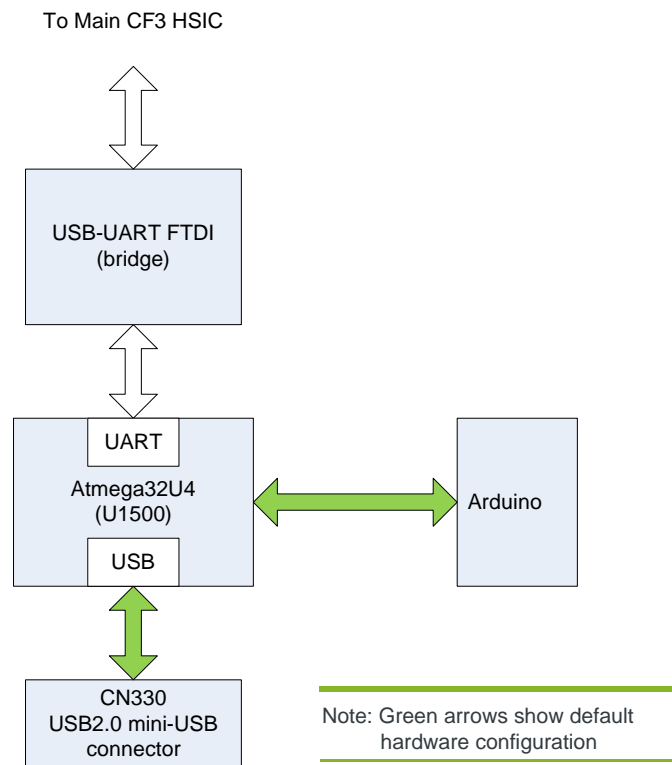 To Main CF3 HSIC
USB-UART FTDI
(bridge)
UART
Atmega32U4
(U1500)
USB
Arduino
CN330
USB2.0 mini-USB
connector
Note: Green arrows show default
hardware configuration